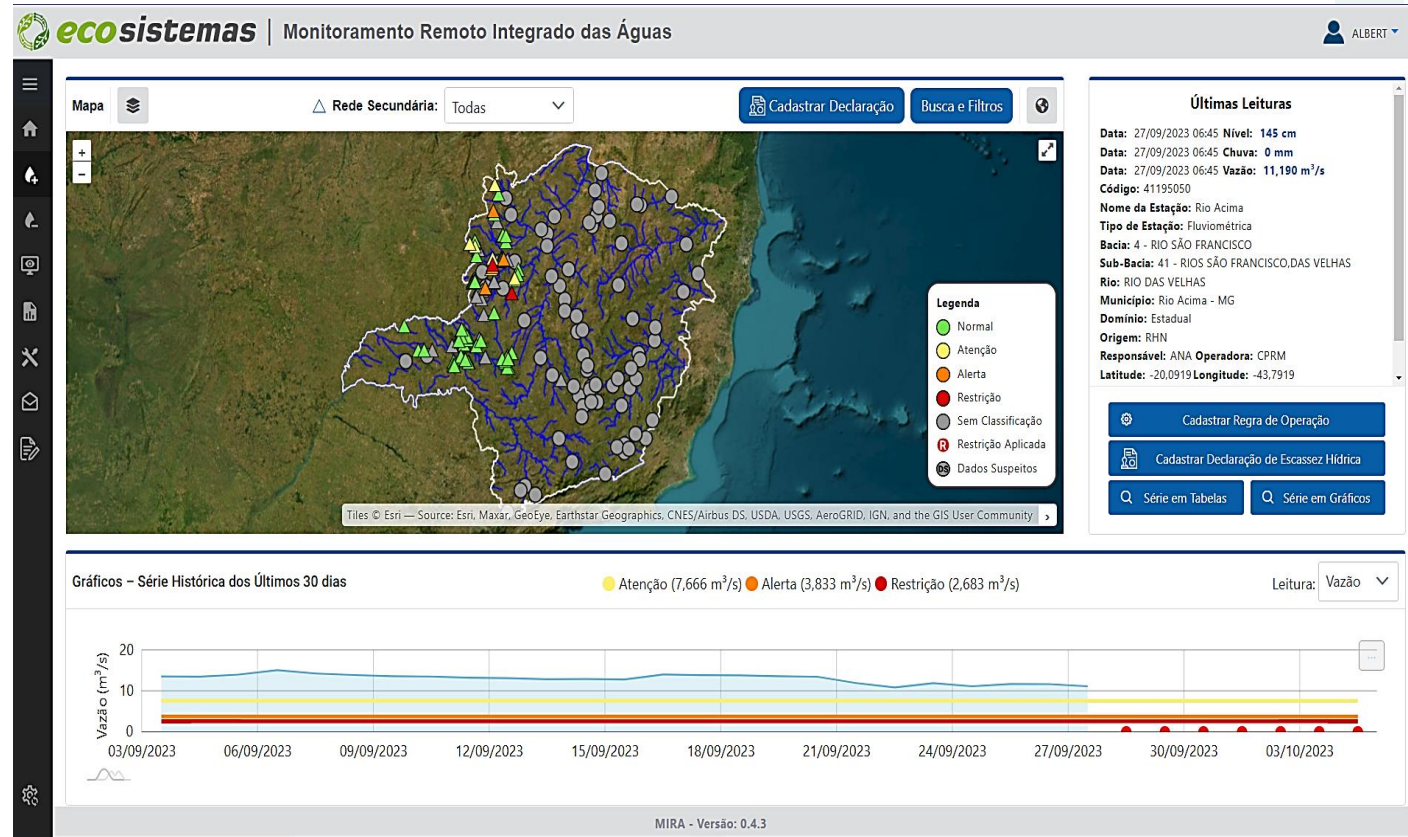 ecosistemas | Monitoramento Remoto Integrado das Águas
ALBERT
Mapa
Rede Secundária: Todas
Cadastrar Declaração
Busca e Filtros
+
-
Legenda
Normal
Atenção
Alerta
Restrição
Sem Classificação
R Restrição Aplicada
DS Dados Suspeitos
Tiles © Esri — Source: Esri, Maxar, GeoEye, Earthstar Geographics, CNES/Airbus DS, USDA, USGS, AeroGRID, IGN, and the GIS User Community ›
Últimas Leituras
Data: 27/09/2023 06:45 Nível: 145 cm
Data: 27/09/2023 06:45 Chuva: 0 mm
Data: 27/09/2023 06:45 Vazão: 11,190 m³/s
Código: 41195050
Nome da Estação: Rio Acima
Tipo de Estação: Fluviométrica
Bacia: 4 - RIO SÃO FRANCISCO
Sub-Bacia: 41 - RIOS SÃO FRANCISCO,DAS VELHAS
Rio: RIO DAS VELHAS
Município: Rio Acima - MG
Domínio: Estadual
Origem: RHN
Responsável: ANA Operadora: CPRM
Latitude: -20,0919 Longitude: -43,7919
Cadastrar Regra de Operação
Cadastrar Declaração de Escassez Hídrica
Série em Tabelas
Série em Gráficos
Gráficos – Série Histórica dos Últimos 30 dias
Atenção (7,666 m³/s) Alerta (3,833 m³/s) Restrição (2,683 m³/s)
Leitura: Vazão
Vazão (m³/s)
20
10
0
...
03/09/2023 06/09/2023 09/09/2023 12/09/2023 15/09/2023 18/09/2023 21/09/2023 24/09/2023 27/09/2023 30/09/2023 03/10/2023
MIRA - Versão: 0.4.3